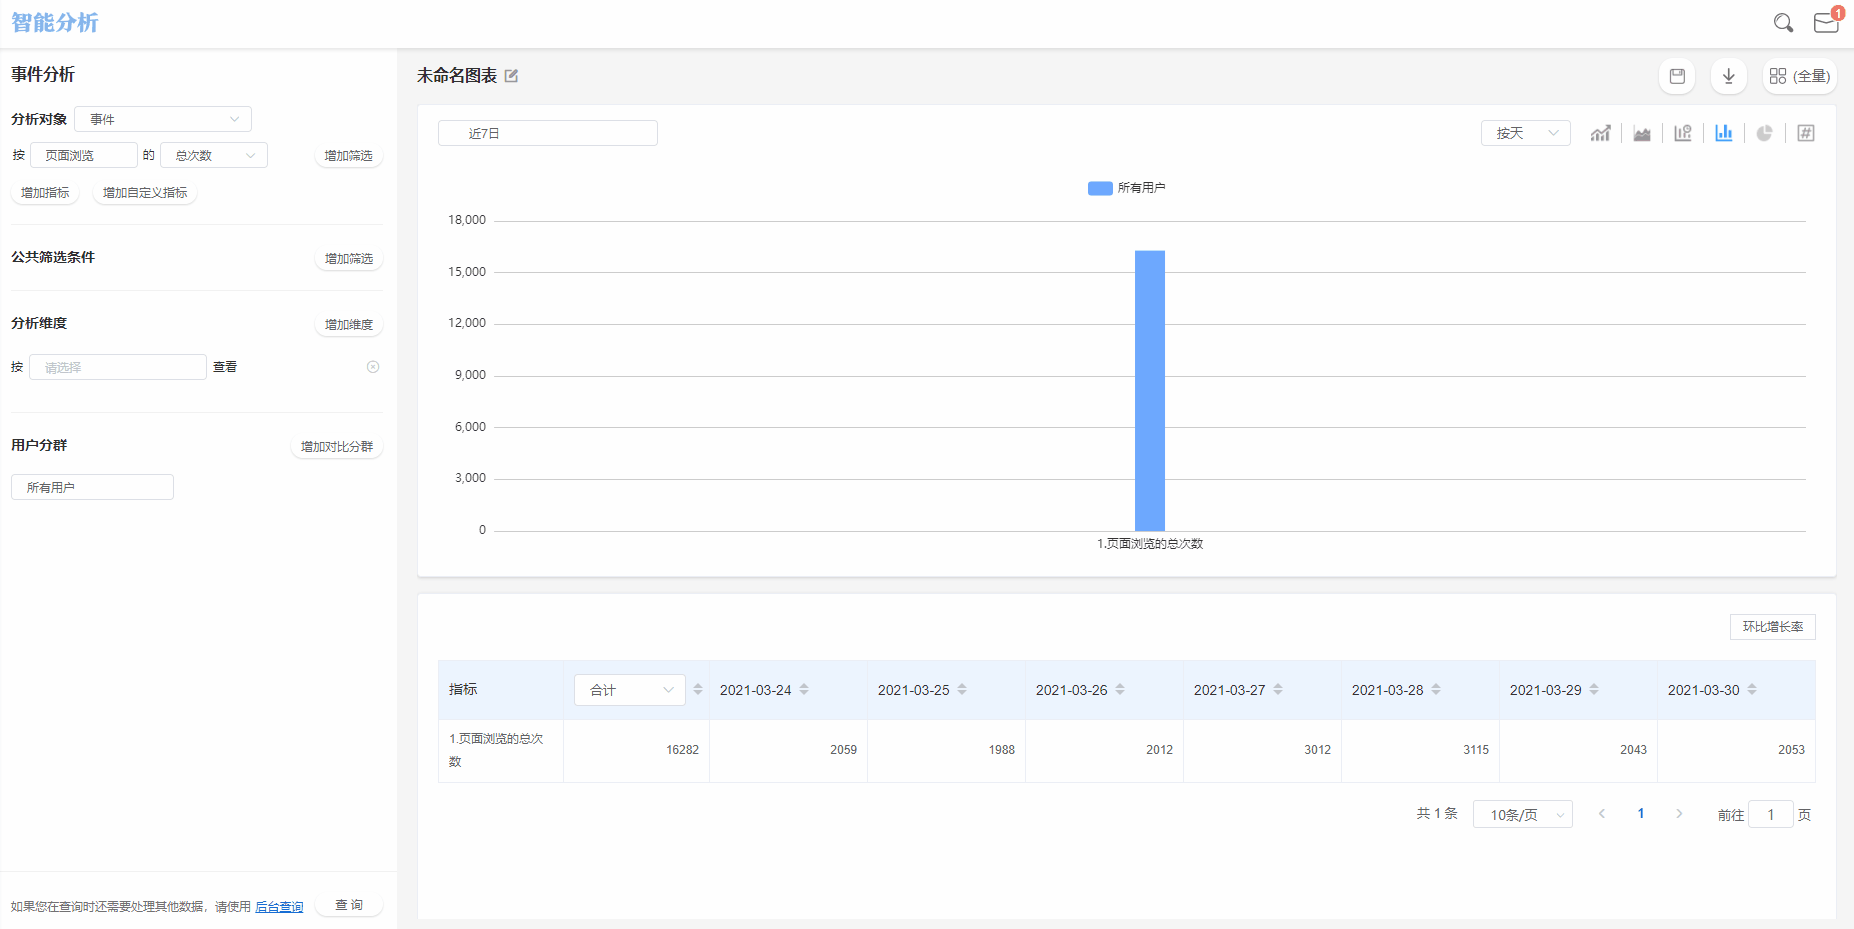 智能分析
1
事件分析
分析对象 事件
按 页面浏览 的 总次数 增加筛选
增加指标 增加自定义指标
公共筛选条件 增加筛选
分析维度 增加维度
按 请选择 查看
用户分群 增加对比分群
所有用户
如果您在查询时还需要处理其他数据，请使用 后台查询 查 询
未命名图表
(全量)
近7日
按天
所有用户
18,000
15,000
12,000
9,000
6,000
3,000
0
1.页面浏览的总次数
环比增长率
指标 合计 2021-03-24 2021-03-25 2021-03-26 2021-03-27 2021-03-28 2021-03-29 2021-03-30
1.页面浏览的总次
数
16282 2059 1988 2012 3012 3115 2043 2053
共 1 条 10条/页 1 前往 1 页